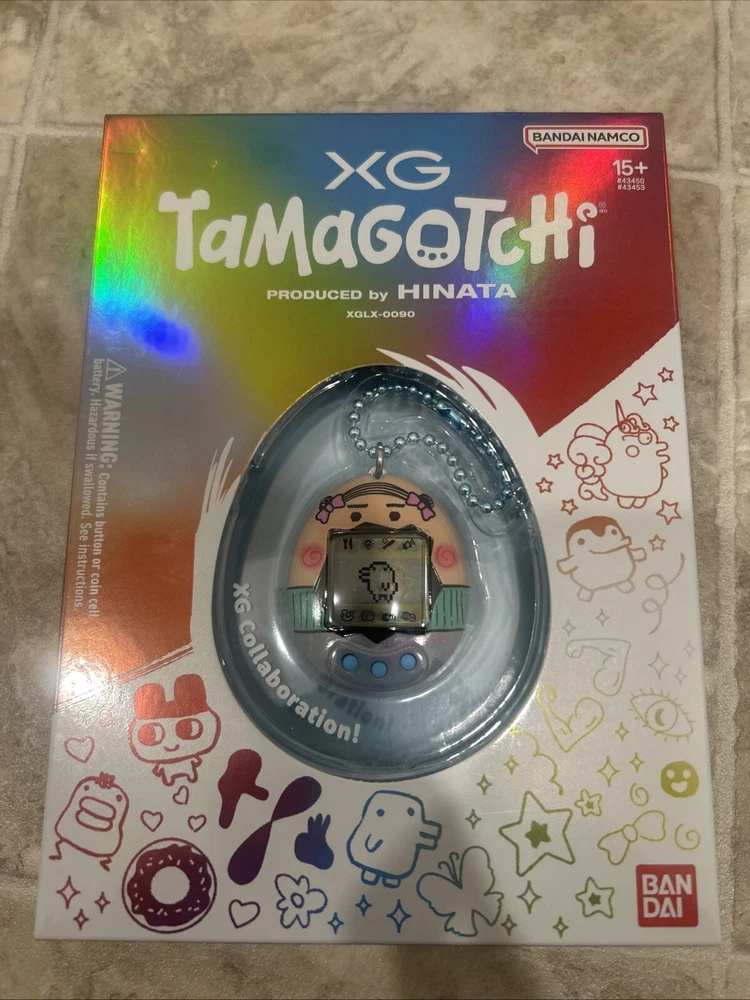 BANDAI NAMCO
XG
15+
#43450
#43453
TaMaGOTCHi
PRODUCED by HINATA
XGLX-0090
⚠ WARNING: Contains button or coin cell
battery. Hazardous if swallowed. See instructions.
XG Collaboration!
BAN
DAI